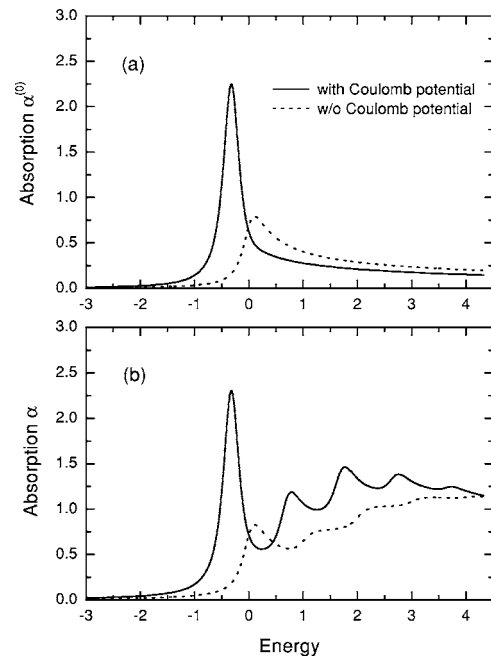 3.0
2.5
2.0
1.5
1.0
0.5
0.0
Absorption α(0)
(a)
with Coulomb potential
w/o Coulomb potential
-3 -2 -1 0 1 2 3 4
3.0
2.5
2.0
1.5
1.0
0.5
0.0
Absorption α
(b)
-3 -2 -1 0 1 2 3 4
Energy